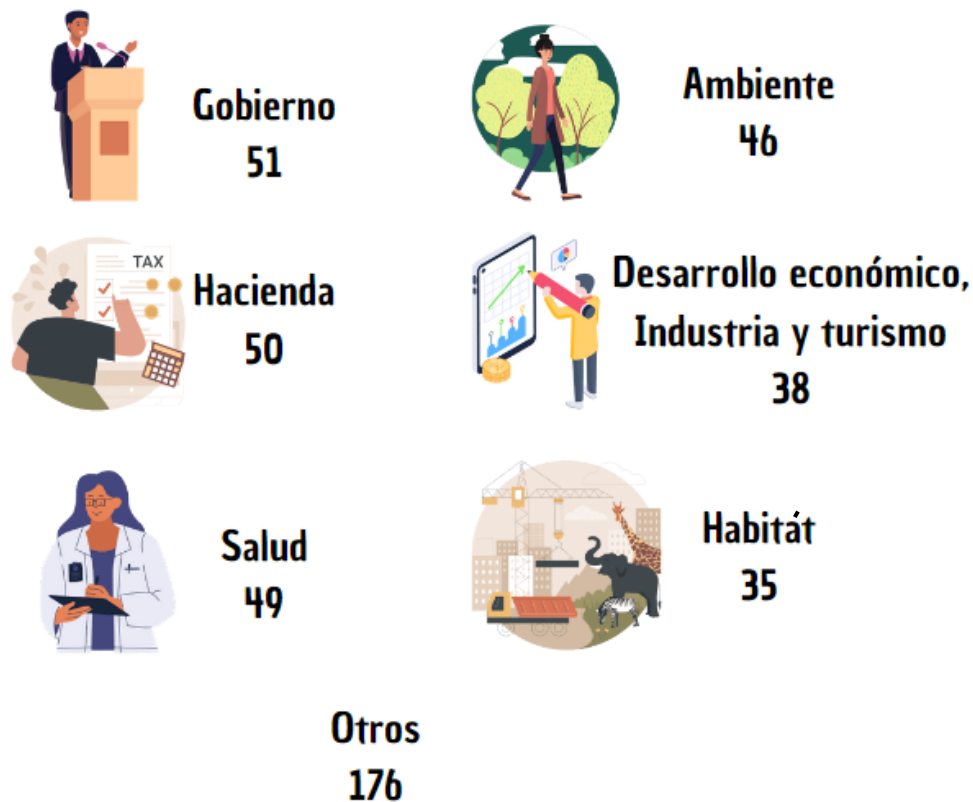 Gobierno
51
Ambiente
46
TAX
Hacienda
50
Desarrollo económico,
Industria y turismo
38
Salud
49
Habitát
35
Otros
176